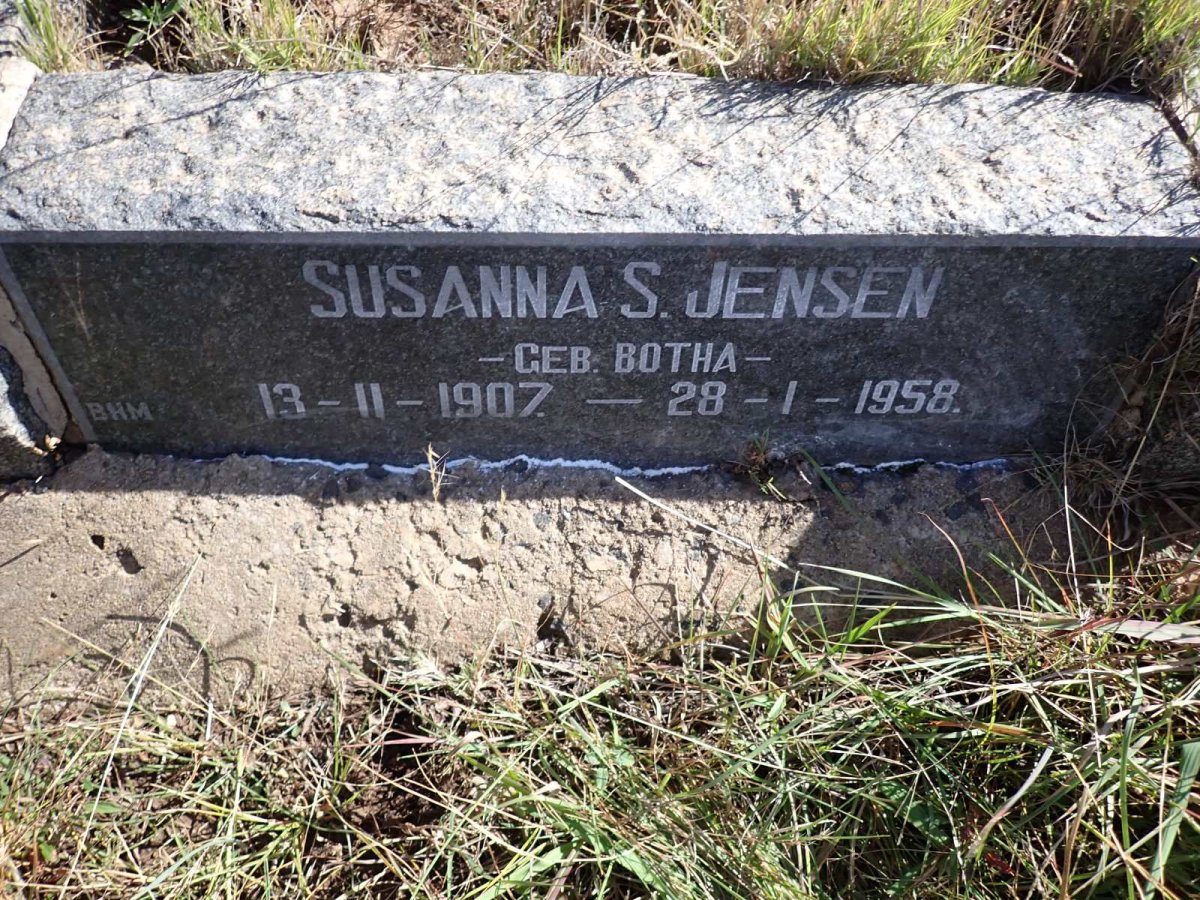 SUSANNA S. JENSEN
-GEB. BOTHA-
13-11-1907. — 28-1-1958.
BHM